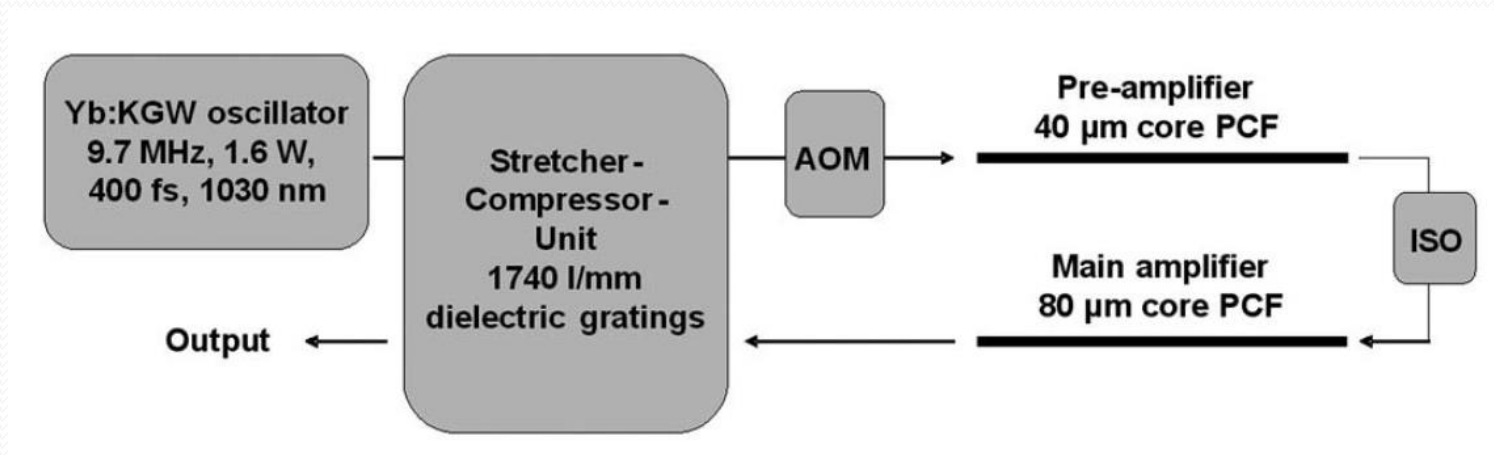 Yb:KGW oscillator
9.7 MHz, 1.6 W,
400 fs, 1030 nm
Stretcher-
Compressor-
Unit
1740 l/mm
dielectric gratings
AOM
Pre-amplifier
40 µm core PCF
ISO
Main amplifier
80 µm core PCF
Output